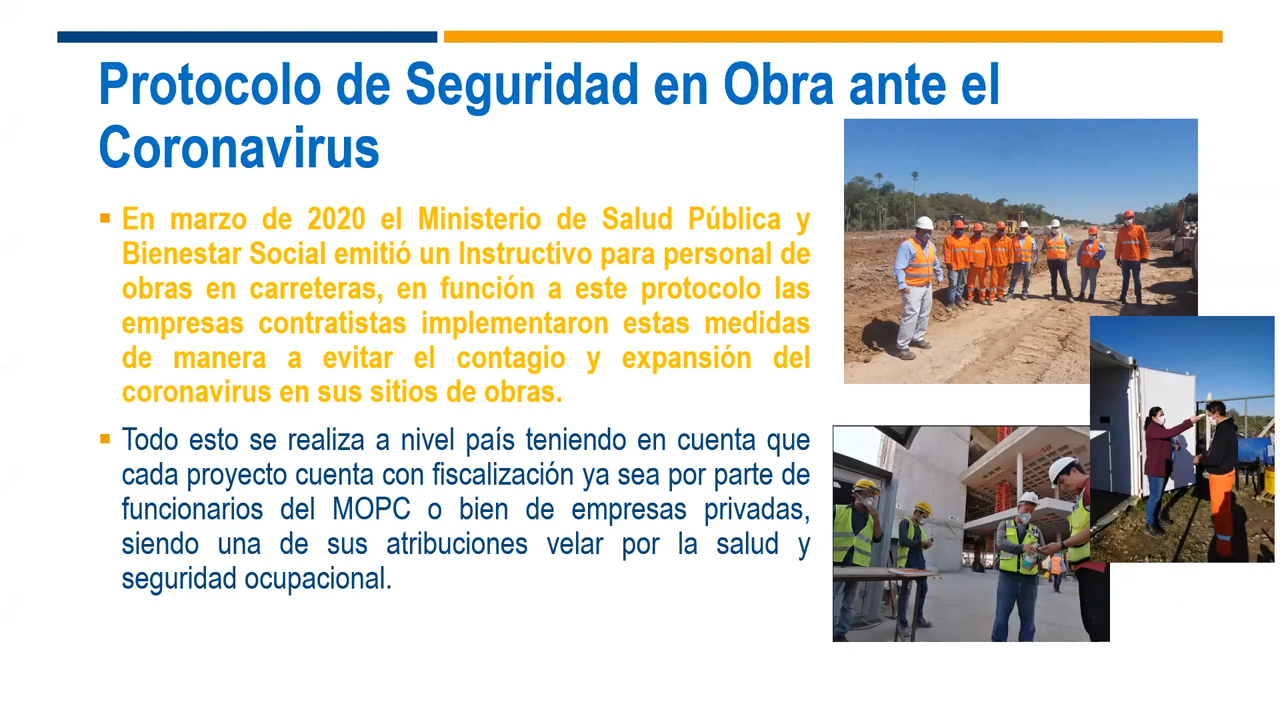 Protocolo de Seguridad en Obra ante el
Coronavirus
En marzo de 2020 el Ministerio de Salud Pública y
Bienestar Social emitió un Instructivo para personal de
obras en carreteras, en función a este protocolo las
empresas contratistas implementaron estas medidas
de manera a evitar el contagio y expansión del
coronavirus en sus sitios de obras.
Todo esto se realiza a nivel país teniendo en cuenta que
cada proyecto cuenta con fiscalización ya sea por parte de
funcionarios del MOPC o bien de empresas privadas,
siendo una de sus atribuciones velar por la salud y
seguridad ocupacional.